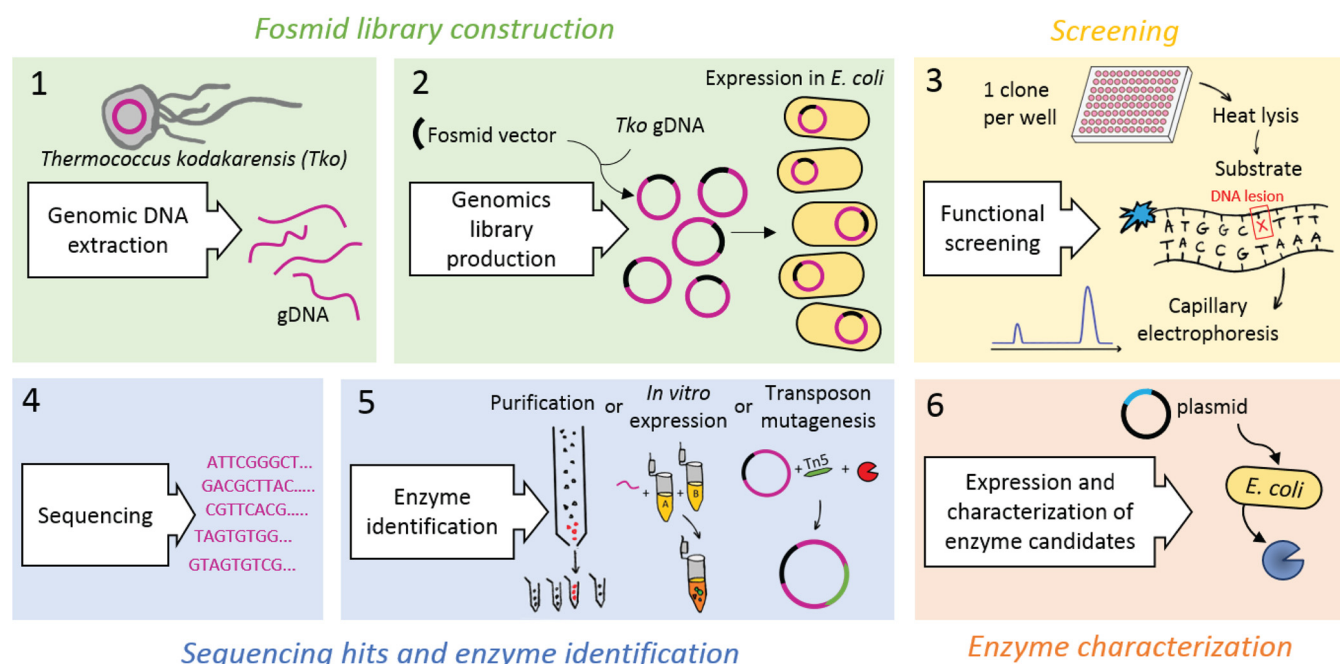 Fosmid library construction
Screening
1
Thermococcus kodakarensis (Tko)
Genomic DNA
extraction
gDNA
2
Expression in E. coli
Fosmid vector
Tko gDNA
Genomics
library
production
3
1 clone
per well
Heat lysis
Substrate
DNA lesion
Functional
screening
A T G G C X T T T
T A C C G T A A A
Capillary
electrophoresis
4
Sequencing
ATTCGGGCT...
GACGCTTAC.....
CGTTCACG.....
TAGTGTGG...
GTAGTGTCG...
5
Purification or In vitro expression or Transposon mutagenesis
Enzyme
identification
+ A + B
+ Tn5 +
6
plasmid
Expression and
characterization of
enzyme candidates
E. coli
Sequencing hits and enzyme identification
Enzyme characterization